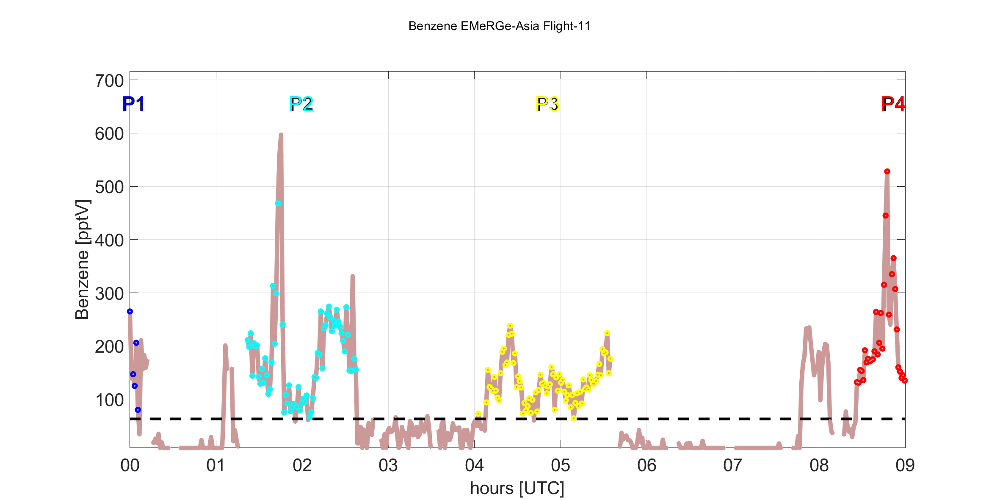 Benzene EMeRGe-Asia Flight-11
700
P1 P2 P3 P4
600
500
400
300
200
100
Benzene [pptV]
00 01 02 03 04 05 06 07 08 09
hours [UTC]